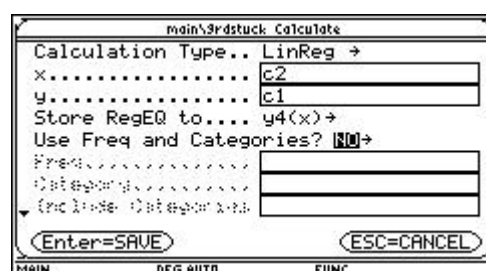 main\9rdstuck Calculate
Calculation Type.. LinReg →
x................. c2
y................. c1
Store RegEQ to.... y4(x)→
Use Freq and Categories? NO→
Freq..............
Category..........
Include Categories
Enter=SAVE ESC=CANCEL
MAIN DEG AUTO FUNC